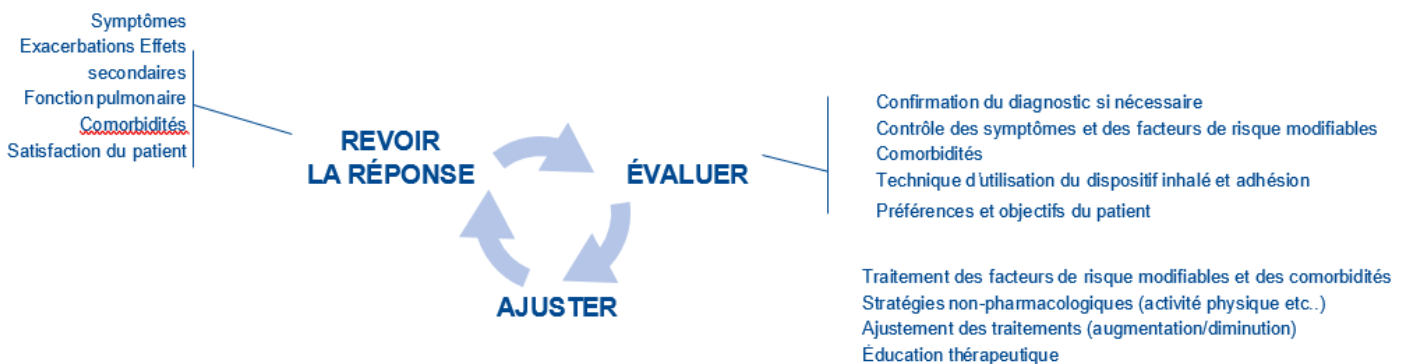 Symptômes
Exacerbations Effets
secondaires
Fonction pulmonaire
Comorbidités
Satisfaction du patient
REVOIR
LA RÉPONSE
ÉVALUER
Confirmation du diagnostic si nécessaire
Contrôle des symptômes et des facteurs de risque modifiables
Comorbidités
Technique d'utilisation du dispositif inhalé et adhésion
Préférences et objectifs du patient
AJUSTER
Traitement des facteurs de risque modifiables et des comorbidités
Stratégies non-pharmacologiques (activité physique etc..)
Ajustement des traitements (augmentation/diminution)
Éducation thérapeutique